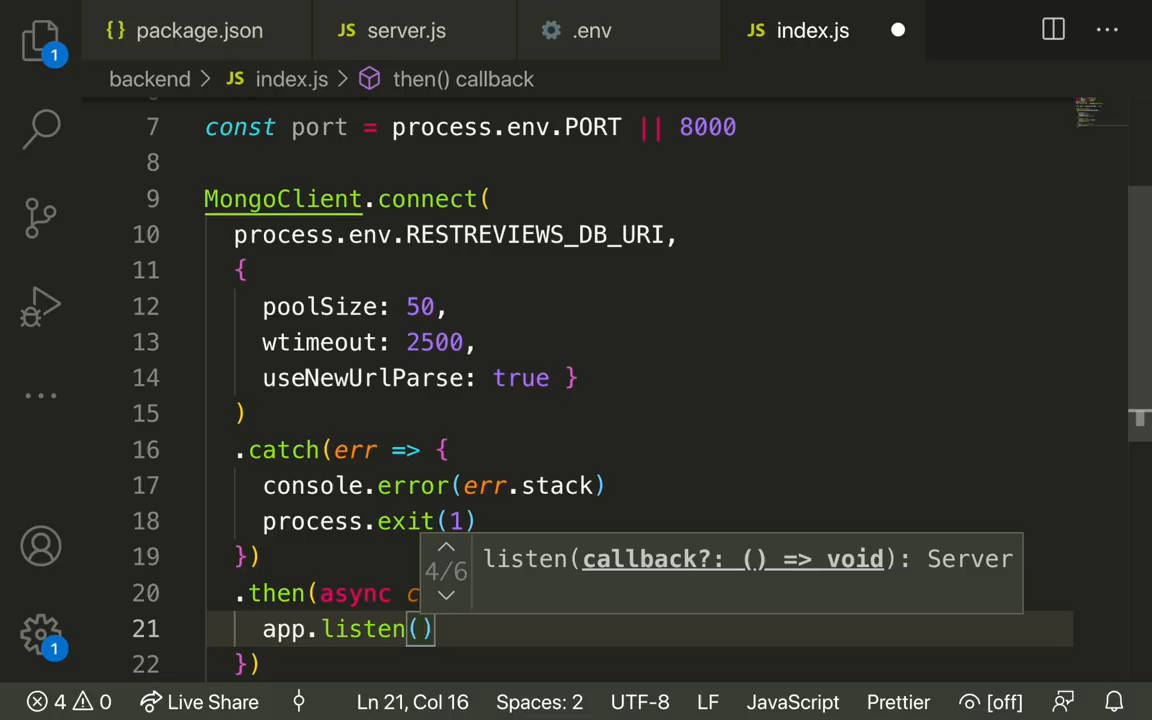 {} package.json JS server.js .env JS index.js
1
backend > JS index.js > then() callback
7 const port = process.env.PORT || 8000
8
9 MongoClient.connect(
10 process.env.RESTREVIEWS_DB_URI,
11 {
12 poolSize: 50,
13 wtimeout: 2500,
14 useNewUrlParse: true }
15 )
16 .catch(err => {
17 console.error(err.stack)
18 process.exit(1)
19 })
4/6 listen(callback?: () => void): Server
20 .then(async c
21 app.listen()
22 })
1
4 0 Live Share Ln 21, Col 16 Spaces: 2 UTF-8 LF JavaScript Prettier [off]